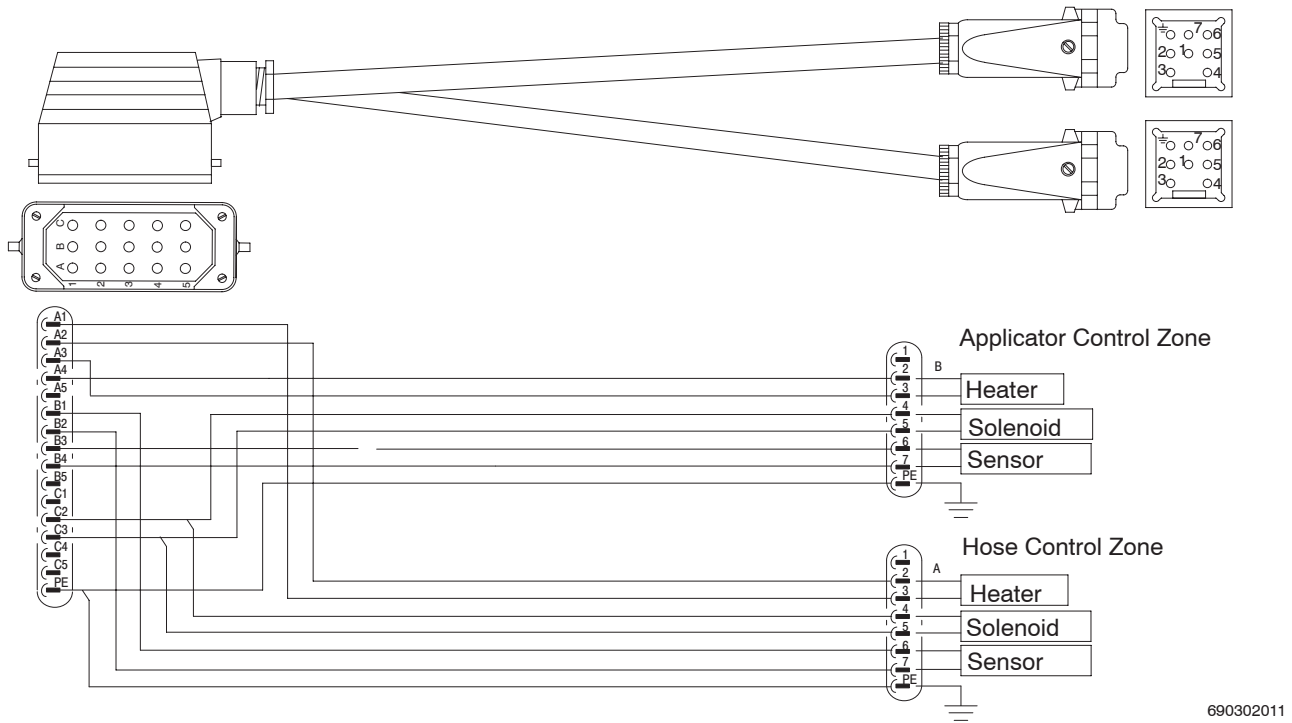 7 6
2 1 5
3 4
7 6
2 1 5
3 4
C
B
A
1 2 3 4 5
A1
A2
A3
A4
A5
B1
B2
B3
B4
B5
C1
C2
C3
C4
C5
PE
Applicator Control Zone
1
2 B
3 Heater
4
5 Solenoid
6
7 Sensor
PE
Hose Control Zone
1
2 A
3 Heater
4
5 Solenoid
6
7 Sensor
PE
690302011